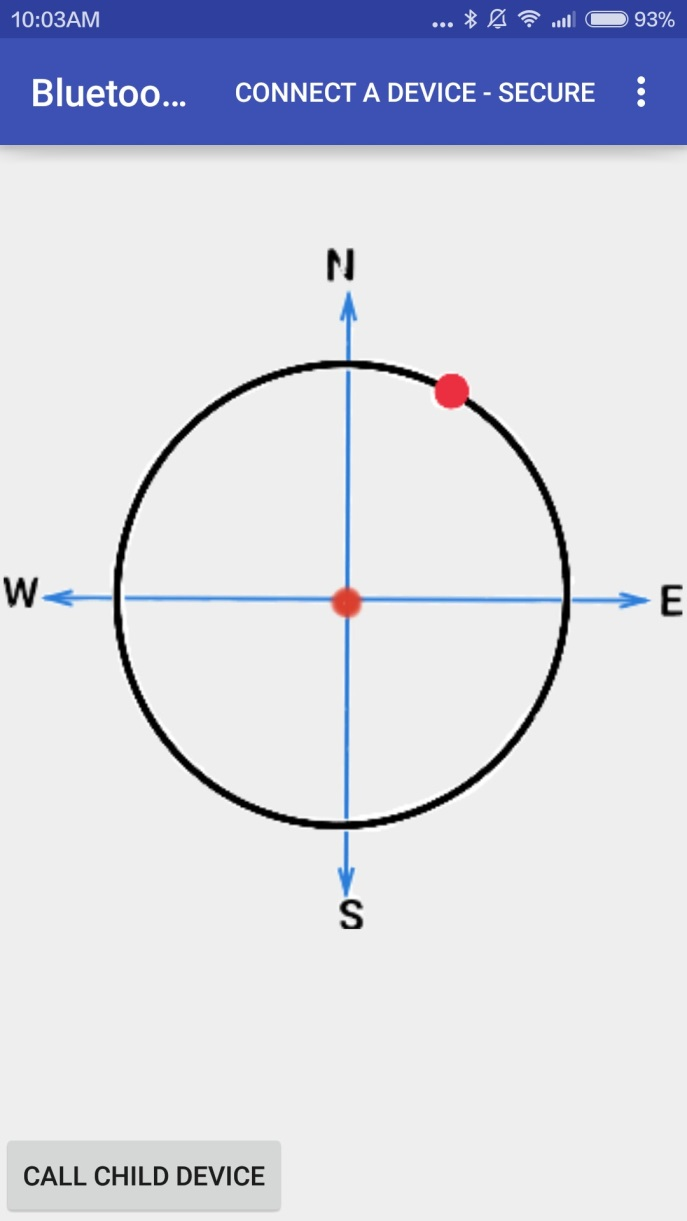 10:03AM ... 93%
Bluetoo... CONNECT A DEVICE - SECURE
N
W E
S
CALL CHILD DEVICE